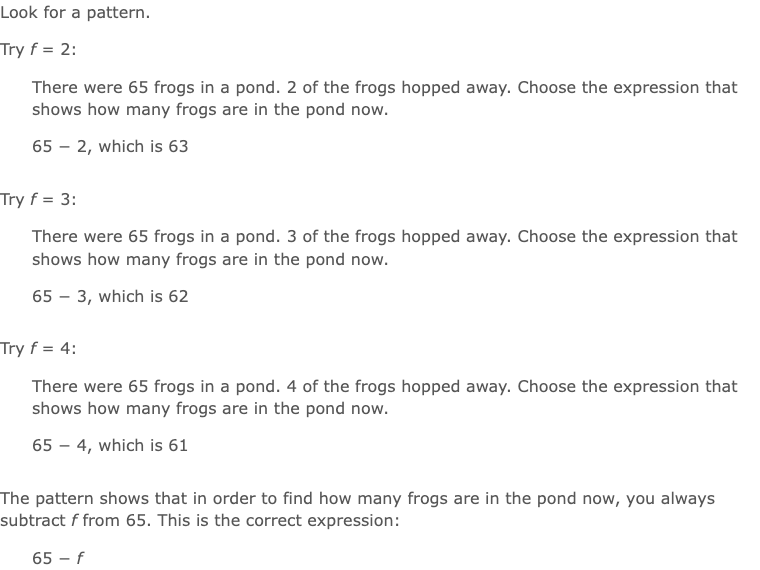 Look for a pattern.
Try f = 2:
There were 65 frogs in a pond. 2 of the frogs hopped away. Choose the expression that
shows how many frogs are in the pond now.
65 − 2, which is 63
Try f = 3:
There were 65 frogs in a pond. 3 of the frogs hopped away. Choose the expression that
shows how many frogs are in the pond now.
65 − 3, which is 62
Try f = 4:
There were 65 frogs in a pond. 4 of the frogs hopped away. Choose the expression that
shows how many frogs are in the pond now.
65 − 4, which is 61
The pattern shows that in order to find how many frogs are in the pond now, you always
subtract f from 65. This is the correct expression:
65 − f